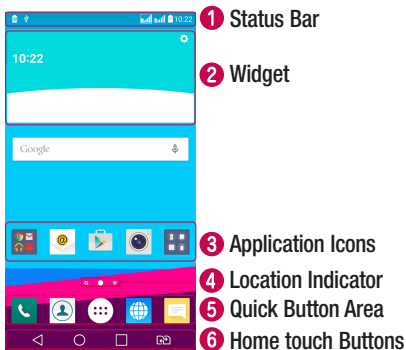 10:22
1 Status Bar
10:22
2 Widget
Google
3 Application Icons
4 Location Indicator
5 Quick Button Area
6 Home touch Buttons